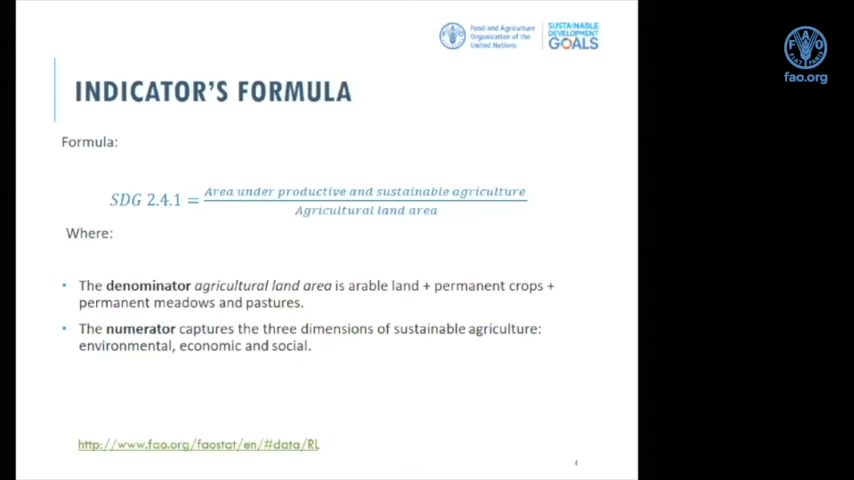 Food and Agriculture
Organization of the
United Nations
SUSTAINABLE
DEVELOPMENT
GOALS
FAO
FIAT PANIS
fao.org
INDICATOR'S FORMULA
Formula:
SDG 2.4.1 = Area under productive and sustainable agriculture
Agricultural land area
Where:
• The denominator agricultural land area is arable land + permanent crops +
permanent meadows and pastures.
• The numerator captures the three dimensions of sustainable agriculture:
environmental, economic and social.
http://www.fao.org/faostat/en/#data/RL